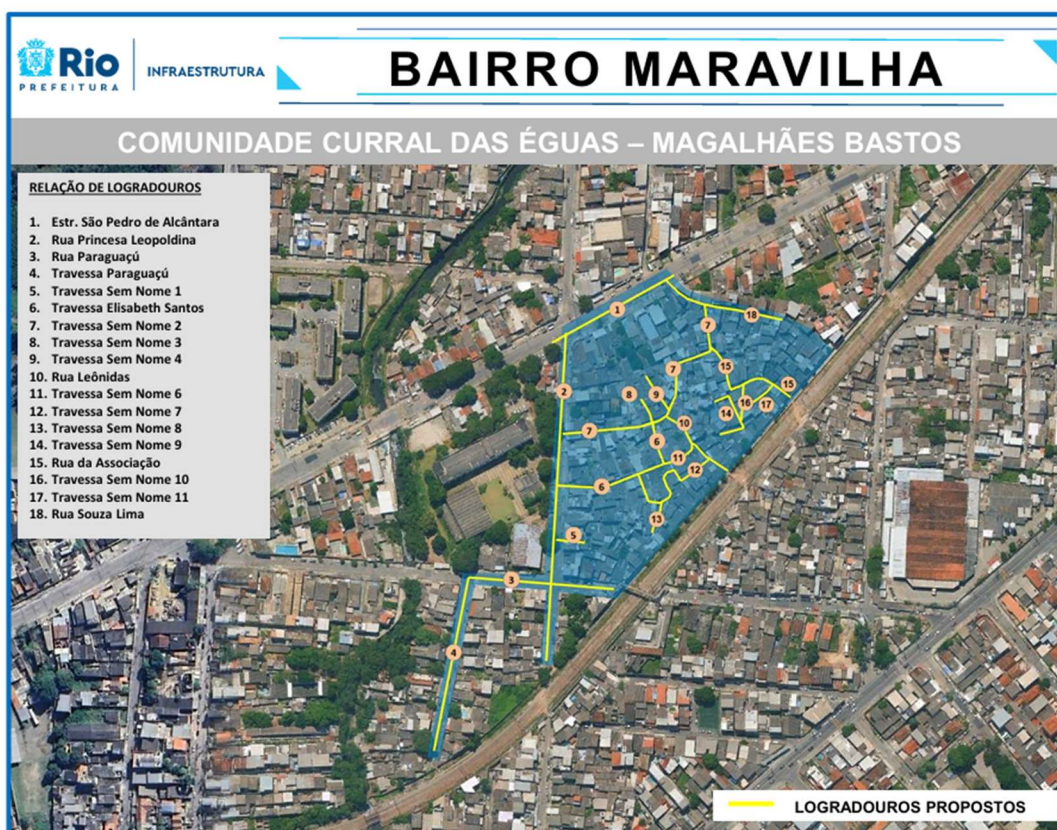 Rio
PREFEITURA
INFRAESTRUTURA
BAIRRO MARAVILHA
COMUNIDADE CURRAL DAS ÉGUAS – MAGALHÃES BASTOS
RELAÇÃO DE LOGRADOUROS
1. Estr. São Pedro de Alcântara
2. Rua Princesa Leopoldina
3. Rua Paraguaçú
4. Travessa Paraguaçú
5. Travessa Sem Nome 1
6. Travessa Elisabeth Santos
7. Travessa Sem Nome 2
8. Travessa Sem Nome 3
9. Travessa Sem Nome 4
10. Rua Leônidas
11. Travessa Sem Nome 6
12. Travessa Sem Nome 7
13. Travessa Sem Nome 8
14. Travessa Sem Nome 9
15. Rua da Associação
16. Travessa Sem Nome 10
17. Travessa Sem Nome 11
18. Rua Souza Lima
1
18
7
7
15
15
2
8
9
16
17
14
10
7
6
11
12
6
13
5
3
4
LOGRADOUROS PROPOSTOS